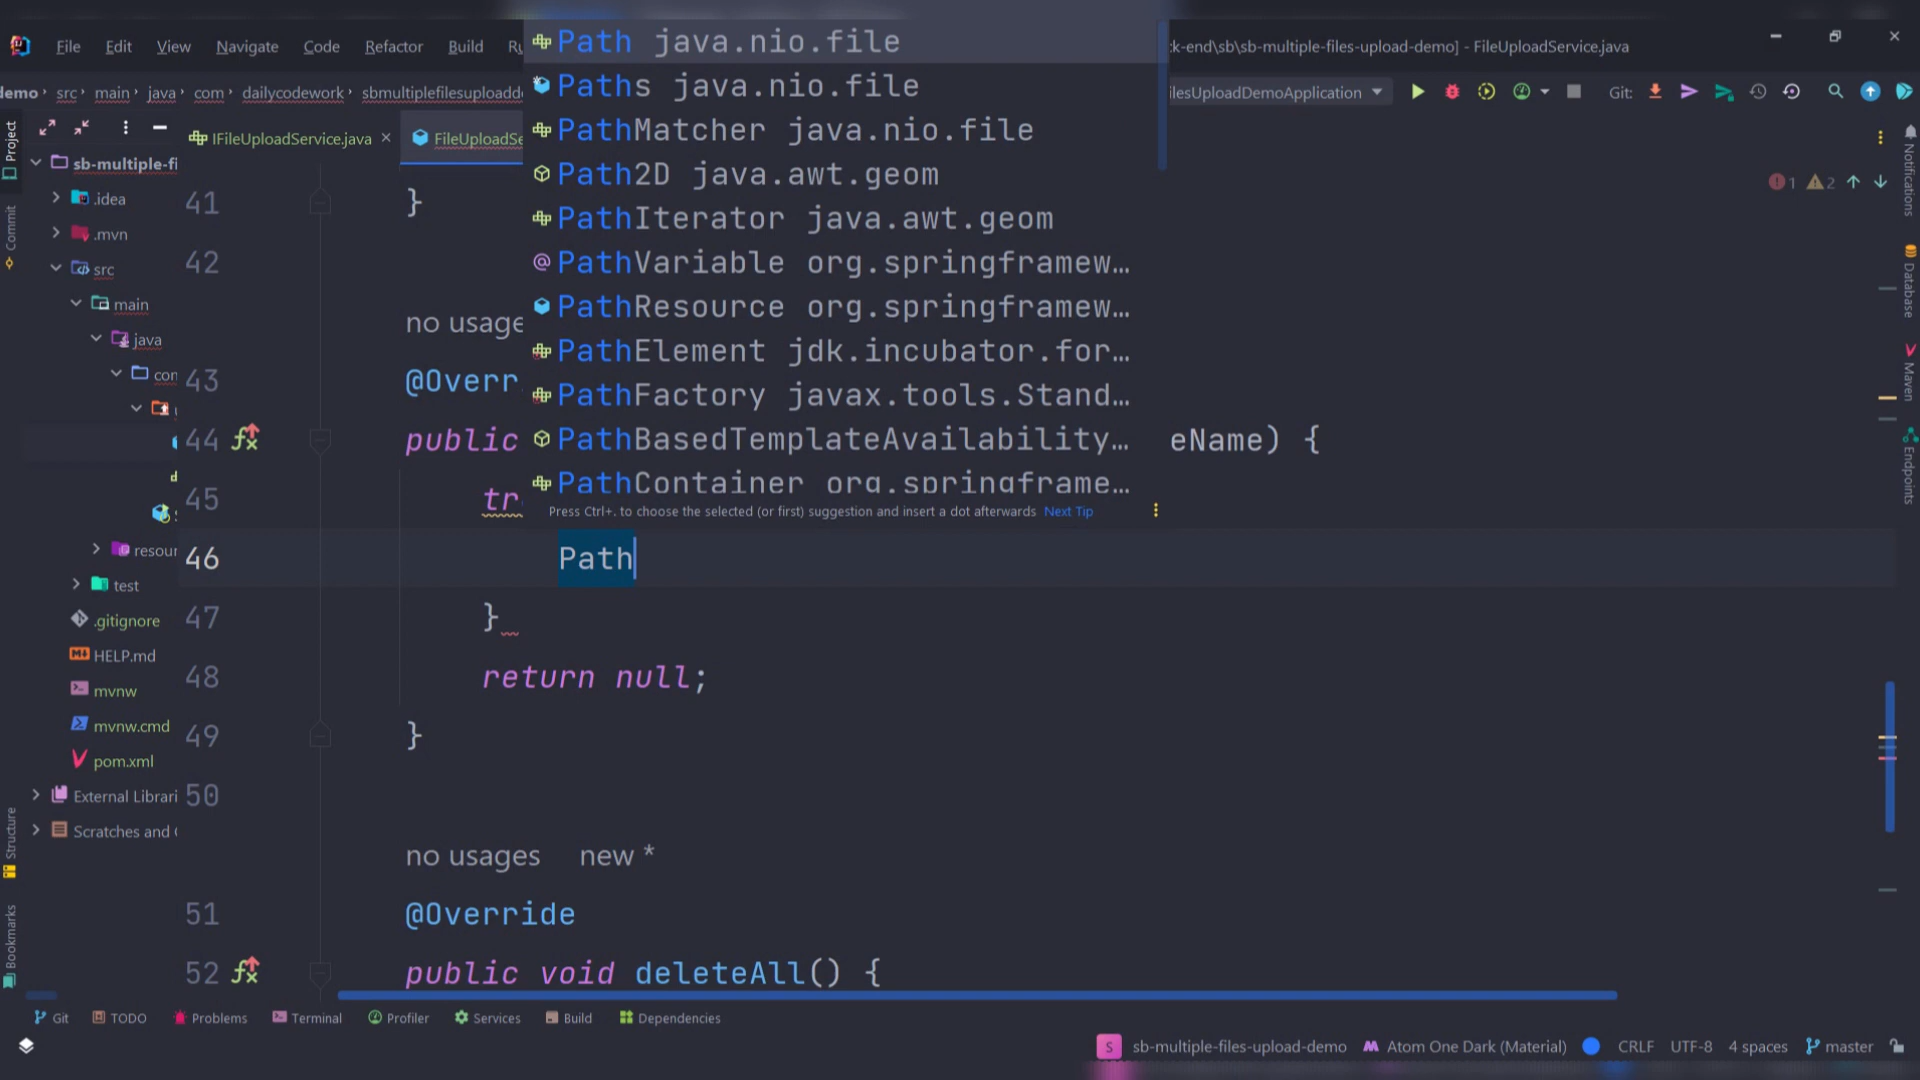 File Edit View Navigate Code Refactor Build
k-end\sb\sb-multiple-files-upload-demo] - FileUploadService.java
demo src main java com dailycodework
ilesUploadDemoApplication
Git:
Project
Commit
Structure
Bookmarks
IFileUploadService.java
sb-multiple-fi
.idea
.mvn
src
main
java
test
.gitignore
HELP.md
mvnw
mvnw.cmd
pom.xml
External Librari
Scratches and
Path java.nio.file
Paths java.nio.file
PathMatcher java.nio.file
Path2D java.awt.geom
PathIterator java.awt.geom
PathVariable org.springframew…
PathResource org.springframew…
PathElement jdk.incubator.for…
PathFactory javax.tools.Stand…
PathBasedTemplateAvailability…
PathContainer org.springframe…
Press Ctrl+. to choose the selected (or first) suggestion and insert a dot afterwards Next Tip
1 2
41 }
42
no usage
43 @Overr
44 public eName) {
45 tr
46 Path
47 }
48 return null;
49 }
50
no usages new *
51 @Override
52 public void deleteAll() {
Notifications
Database
Maven
Endpoints
Git TODO Problems Terminal Profiler Services Build Dependencies
S sb-multiple-files-upload-demo Atom One Dark (Material) CRLF UTF-8 4 spaces master